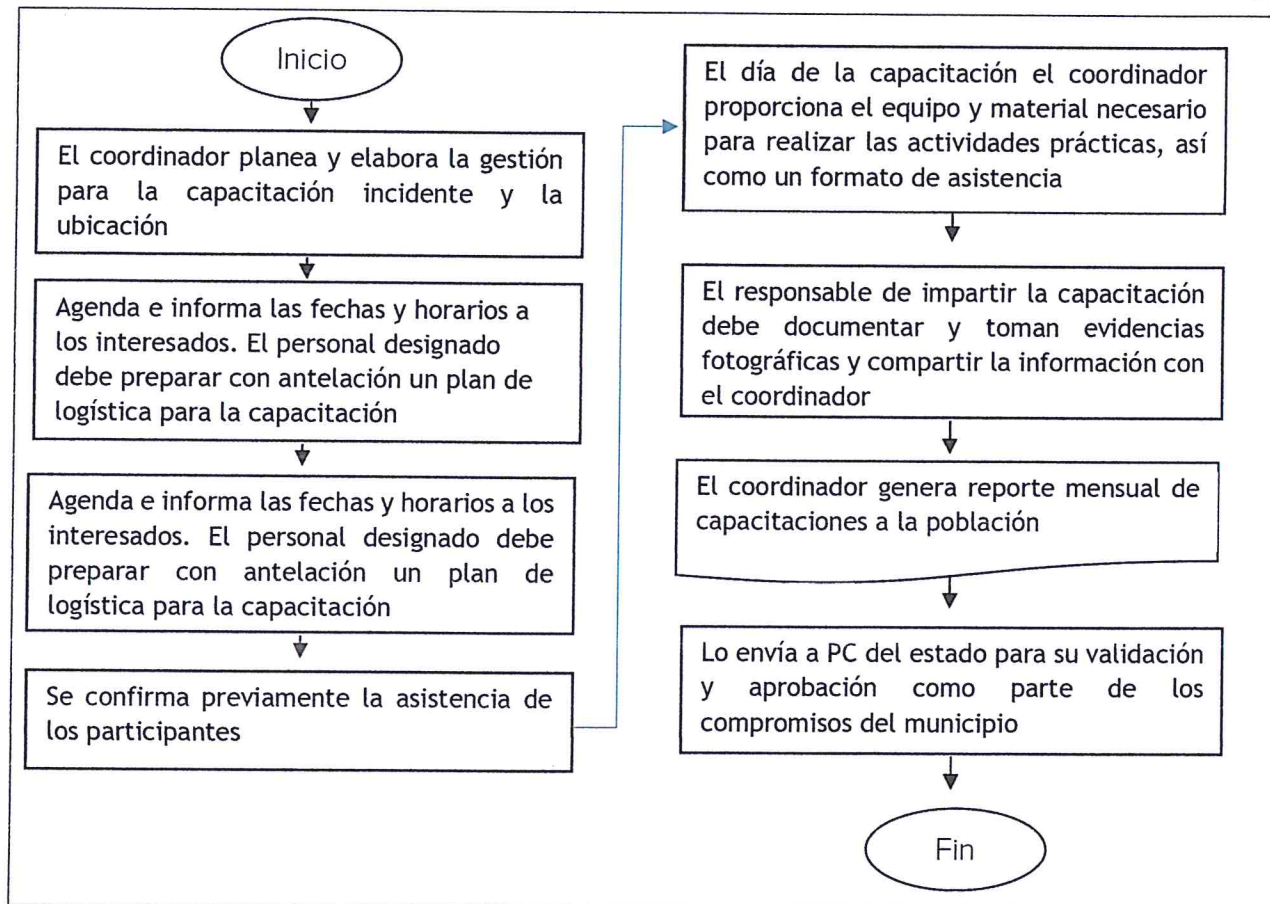 Inicio
El coordinador planea y elabora la gestión
para la capacitación incidente y la
ubicación
Agenda e informa las fechas y horarios a
los interesados. El personal designado
debe preparar con antelación un plan de
logística para la capacitación
Agenda e informa las fechas y horarios a los
interesados. El personal designado debe
preparar con antelación un plan de
logística para la capacitación
Se confirma previamente la asistencia de
los participantes
El día de la capacitación el coordinador
proporciona el equipo y material necesario
para realizar las actividades prácticas, así
como un formato de asistencia
El responsable de impartir la capacitación
debe documentar y toman evidencias
fotográficas y compartir la información con
el coordinador
El coordinador genera reporte mensual de
capacitaciones a la población
Lo envía a PC del estado para su validación
y aprobación como parte de los
compromisos del municipio
Fin